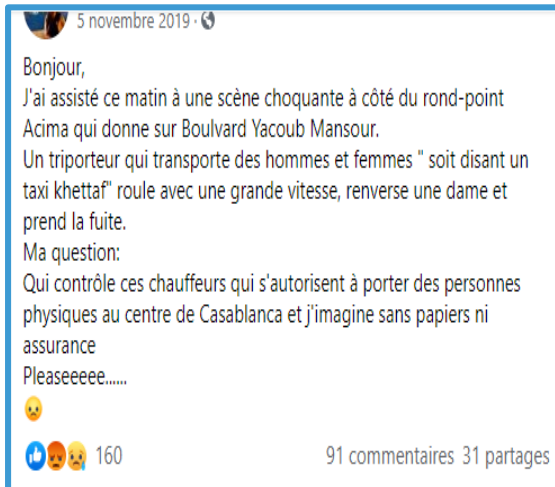 5 novembre 2019 ·
Bonjour,
J'ai assisté ce matin à une scène choquante à côté du rond-point
Acima qui donne sur Boulvard Yacoub Mansour.
Un triporteur qui transporte des hommes et femmes " soit disant un
taxi khettaf" roule avec une grande vitesse, renverse une dame et
prend la fuite.
Ma question:
Qui contrôle ces chauffeurs qui s'autorisent à porter des personnes
physiques au centre de Casablanca et j'imagine sans papiers ni
assurance
Pleaseeeee......
160 91 commentaires 31 partages